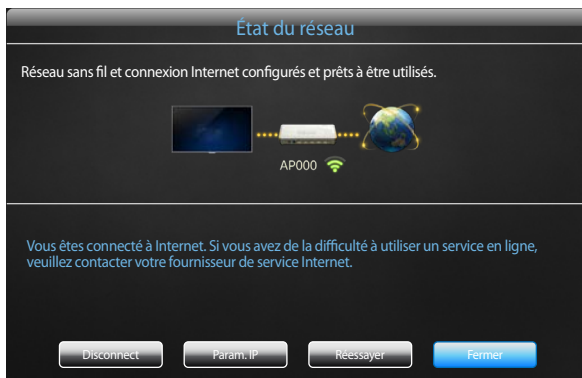 État du réseau
Réseau sans fil et connexion Internet configurés et prêts à être utilisés.
AP000
Vous êtes connecté à Internet. Si vous avez de la difficulté à utiliser un service en ligne,
veuillez contacter votre fournisseur de service Internet.
Disconnect Param. IP Réessayer Fermer